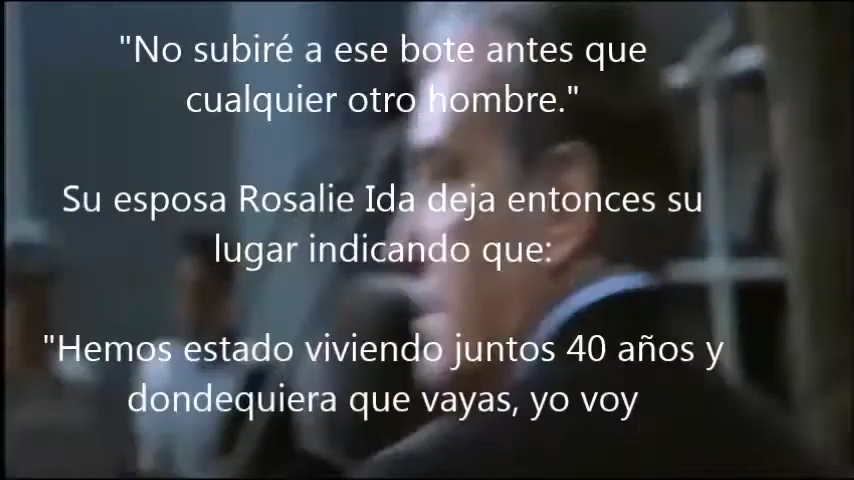 "No subiré a ese bote antes que
cualquier otro hombre."
Su esposa Rosalie Ida deja entonces su
lugar indicando que:
"Hemos estado viviendo juntos 40 años y
dondequiera que vayas, yo voy